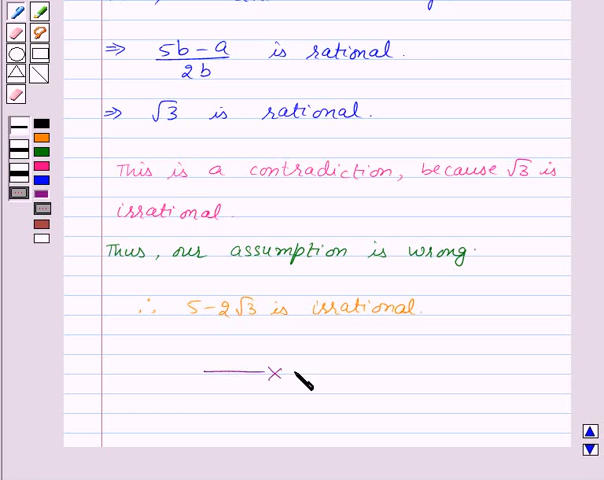 ⇒ 5b - a / 2b is rational.
⇒ √3 is rational.
This is a contradiction, because √3 is
irrational.
Thus, our assumption is wrong.
∴ 5-2√3 is irrational.